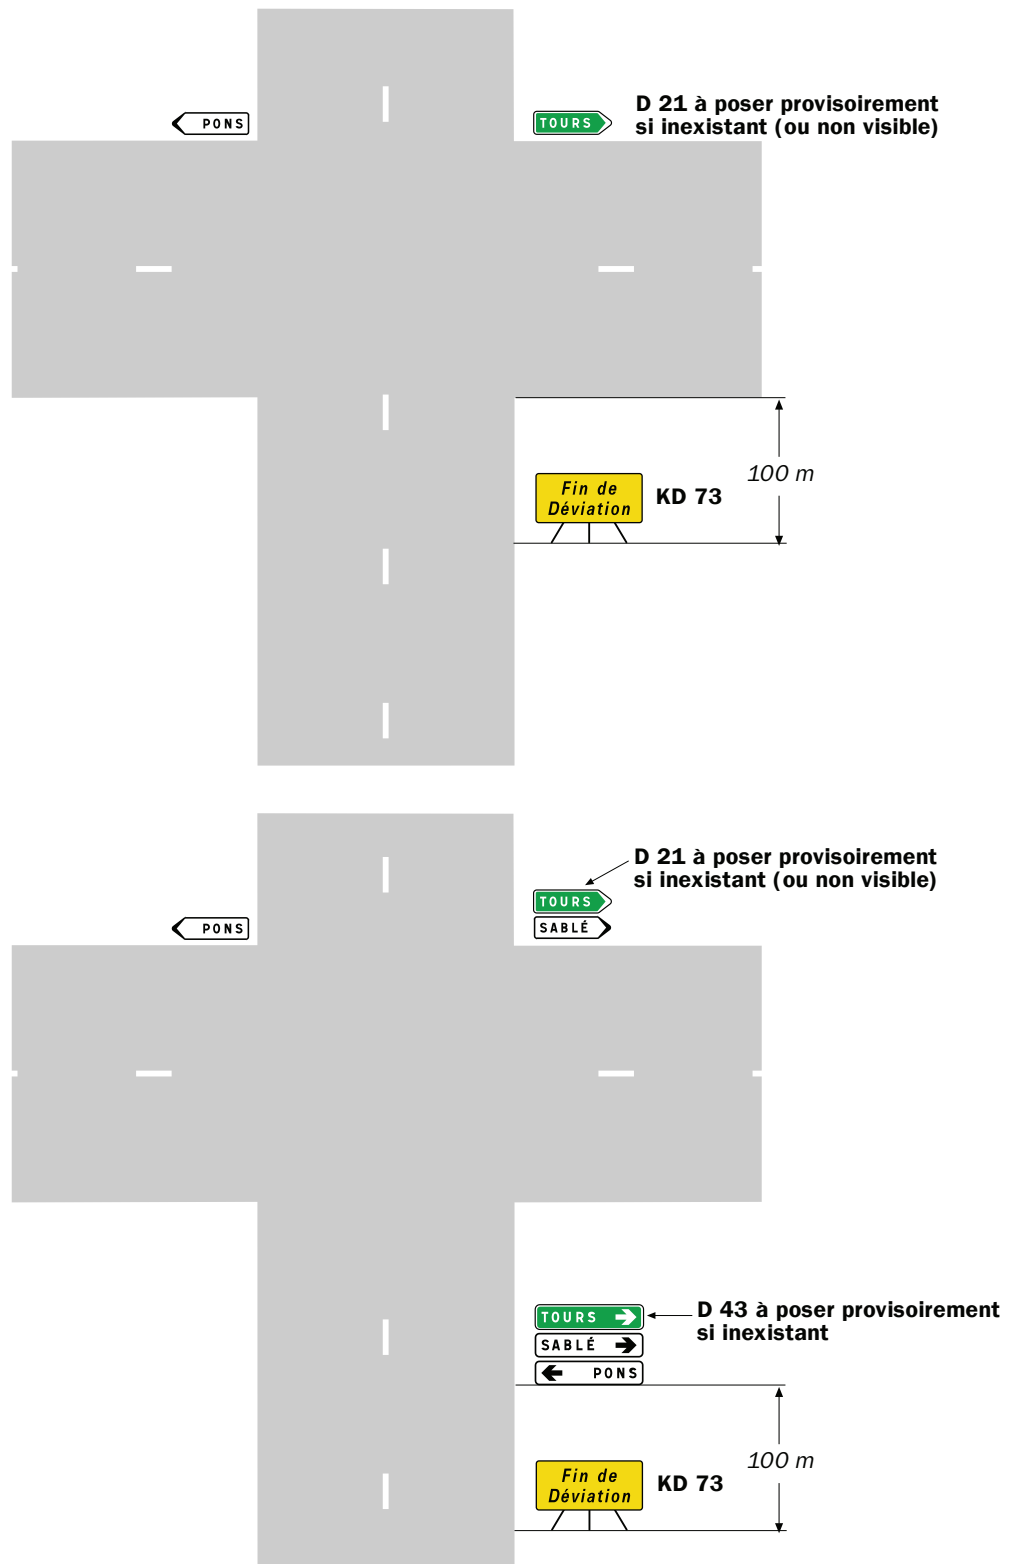 PONS
TOURS
D 21 à poser provisoirement
si inexistant (ou non visible)
100 m
Fin de
Déviation
KD 73
D 21 à poser provisoirement
si inexistant (ou non visible)
TOURS
PONS
SABLÉ
D 43 à poser provisoirement
si inexistant
TOURS
SABLÉ
PONS
100 m
Fin de
Déviation
KD 73